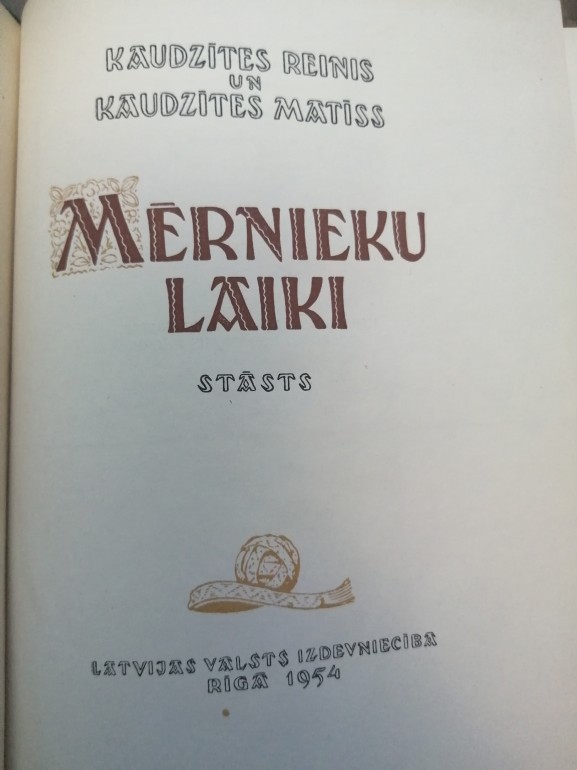 KAUDZĪTES REINIS
UN
KAUDZĪTES MATĪSS
MĒRNIEKU
LAIKI
STĀSTS
LATVIJAS VALSTS IZDEVNIECĪBA
RĪGĀ 1954